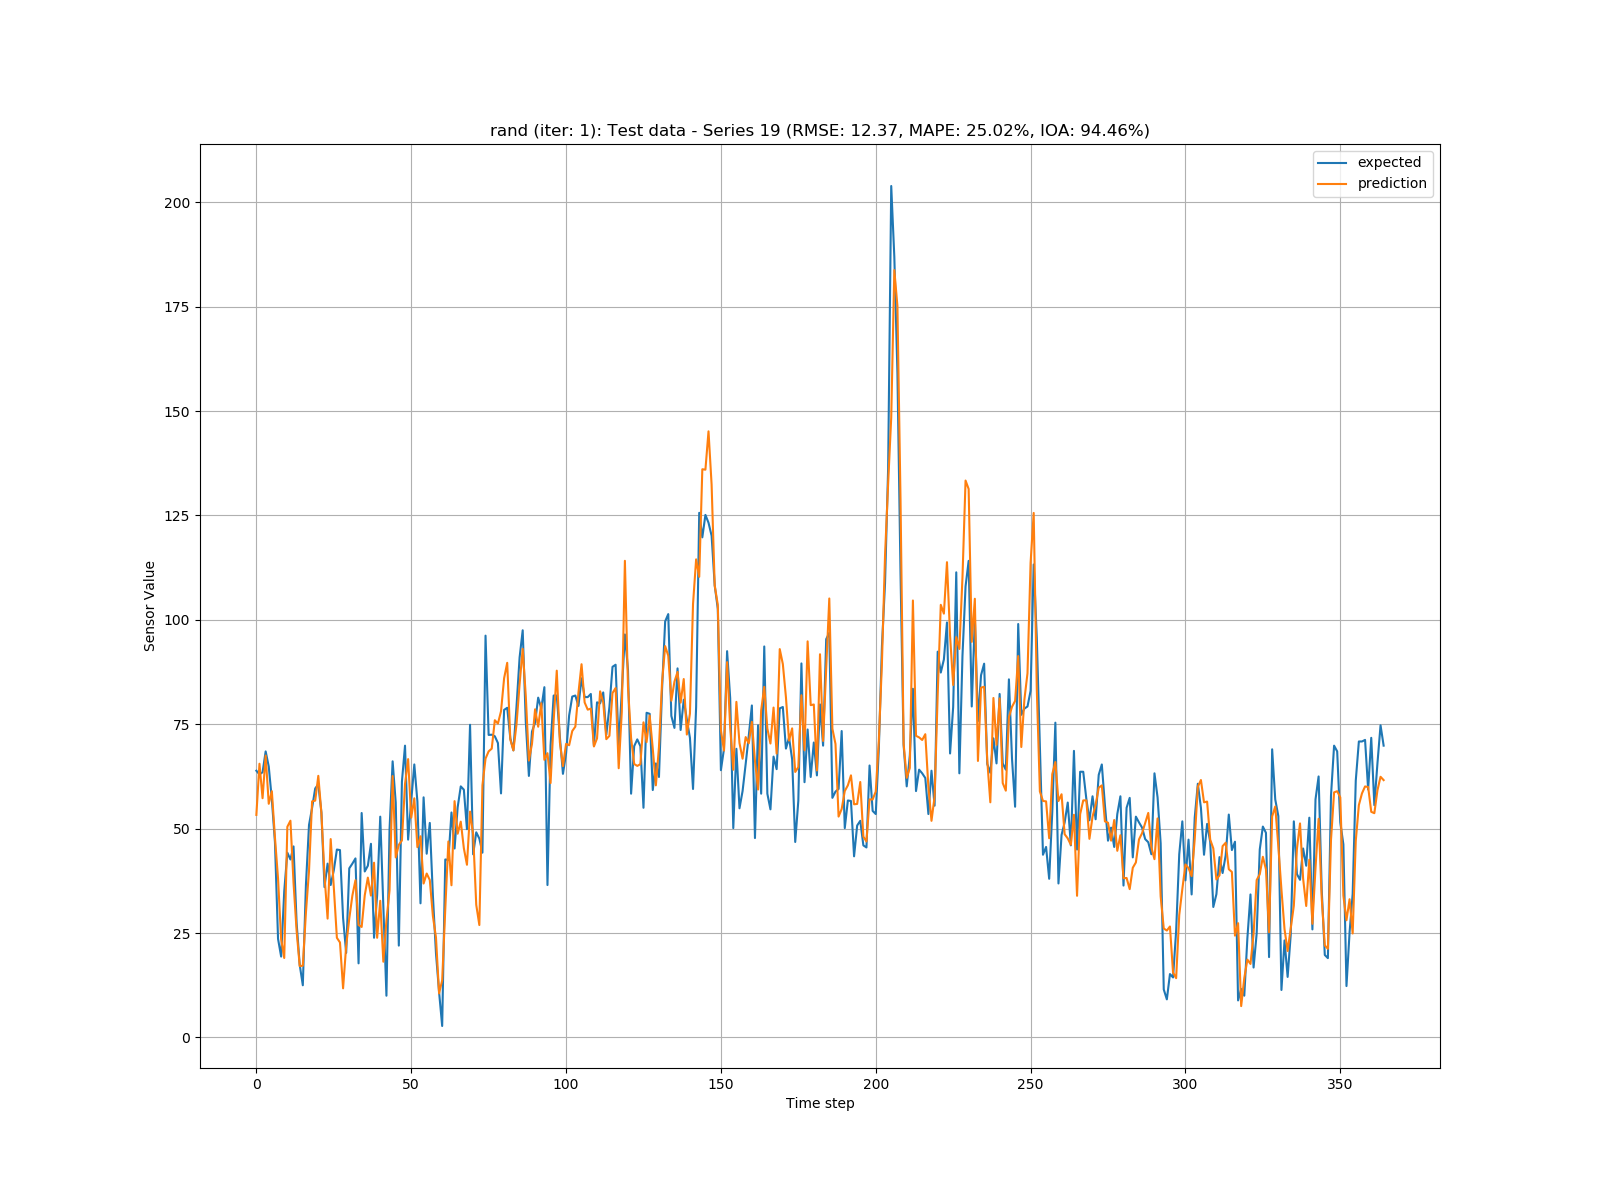 rand (iter: 1): Test data - Series 19 (RMSE: 12.37, MAPE: 25.02%, IOA: 94.46%)
expected
prediction
200
175
150
125
100
75
50
25
0
Sensor Value
0 50 100 150 200 250 300 350
Time step